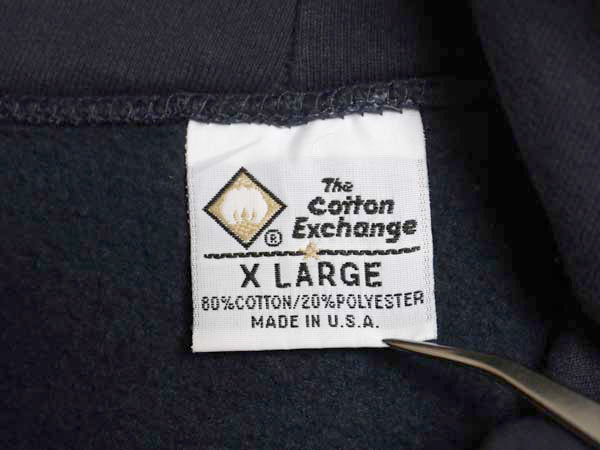 The
Cotton
Exchange
®
X LARGE
80%COTTON/20%POLYESTER
MADE IN U.S.A.